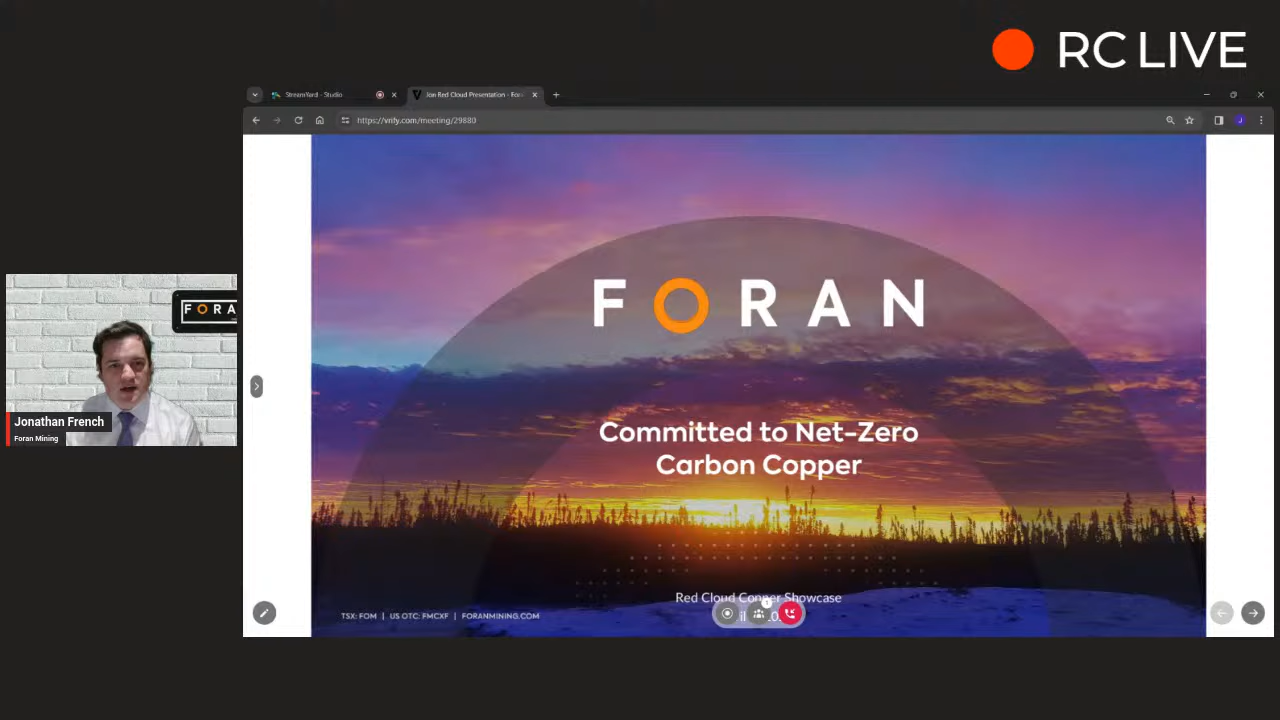 RC LIVE
StreamYard - Studio
Jon Red Cloud Presentation - For
https://vrify.com/meeting/29880
FORAN
Committed to Net-Zero
Carbon Copper
Red Cloud Copper Showcase
TSX: FOM | US OTC: FMCXF | FORANMINING.COM
FORA
Jonathan French
Foran Mining